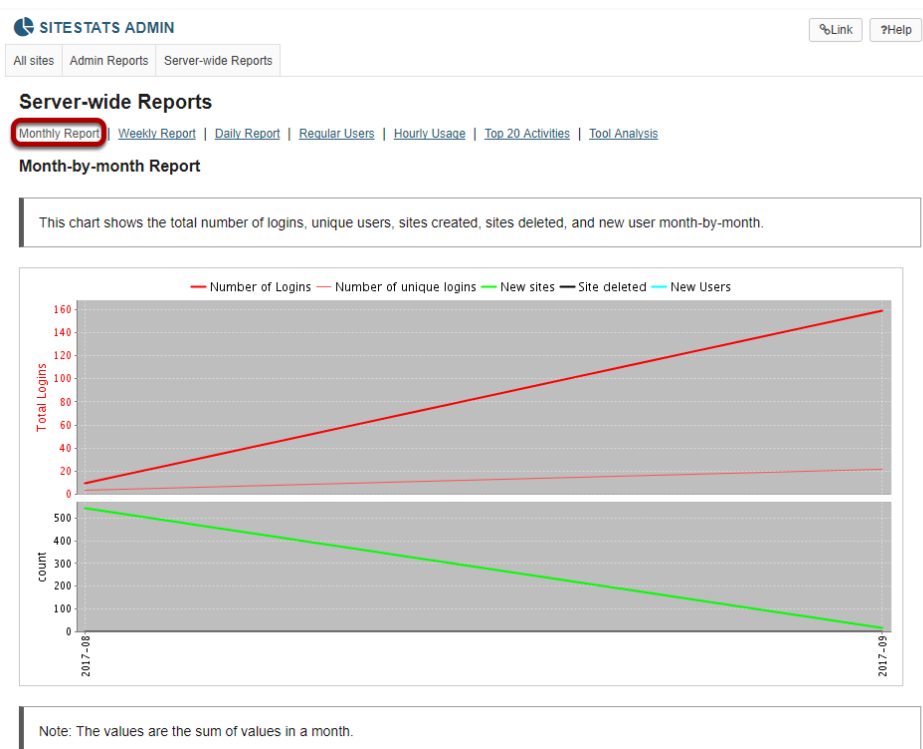 SITESTATS ADMIN
Link ?Help
All sites Admin Reports Server-wide Reports
Server-wide Reports
Monthly Report | Weekly Report | Daily Report | Regular Users | Hourly Usage | Top 20 Activities | Tool Analysis
Month-by-month Report
This chart shows the total number of logins, unique users, sites created, sites deleted, and new user month-by-month.
Number of Logins Number of unique logins New sites Site deleted New Users
Total Logins
160
140
120
100
80
60
40
20
0
count
500
400
300
200
100
0
2017-08 2017-09
Note: The values are the sum of values in a month.